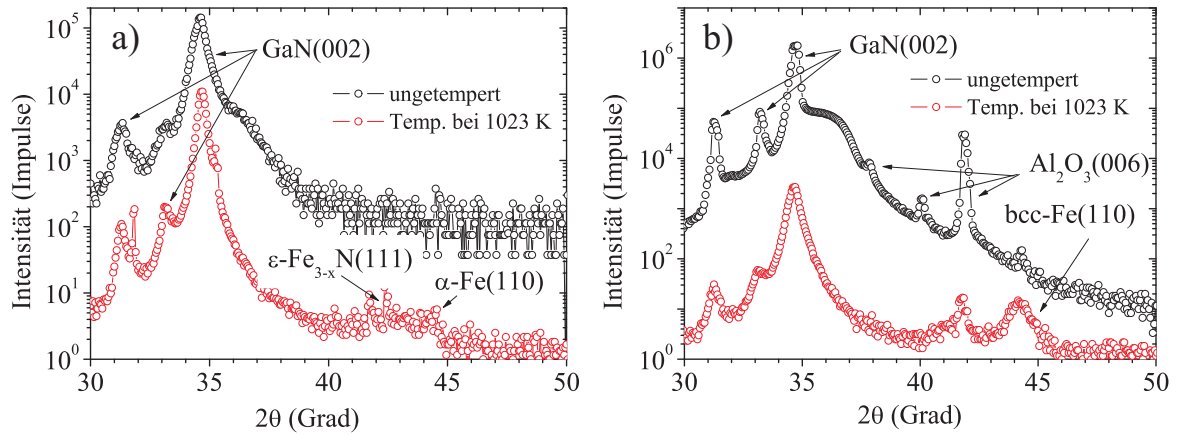 a)
GaN(002)
ungetempert
Temp. bei 1023 K
ε-Fe3-x N(111)
α-Fe(110)
Intensität (Impulse)
10^5
10^4
10^3
10^2
10^1
10^0
30 35 40 45 50
2θ (Grad)
b)
GaN(002)
ungetempert
Temp. bei 1023 K
Al2O3(006)
bcc-Fe(110)
Intensität (Impulse)
10^6
10^4
10^2
10^0
30 35 40 45 50
2θ (Grad)